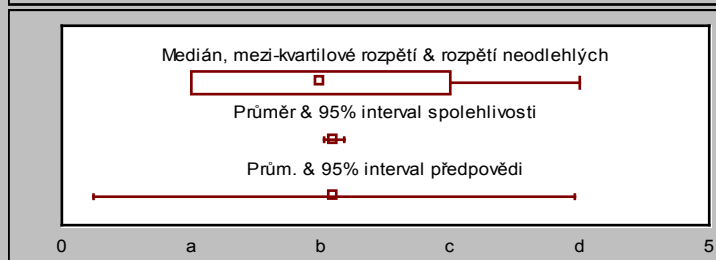 Medián, mezi-kvartilové rozpětí & rozpětí neodlehlých
Průměr & 95% interval spolehlivosti
Prům. & 95% interval předpovědi
0 a b c d 5